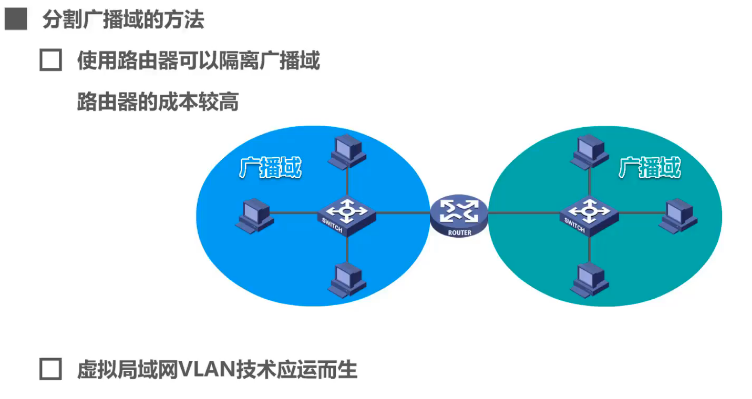 分割广播域的方法
使用路由器可以隔离广播域
路由器的成本较高
广播域
广播域
SWITCH
ROUTER
SWITCH
虚拟局域网VLAN技术应运而生